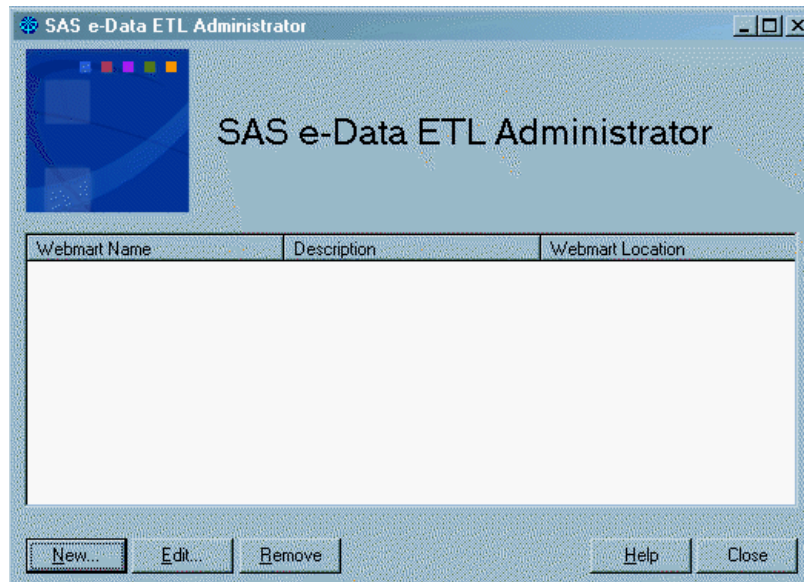 SAS e-Data ETL Administrator
SAS e-Data ETL Administrator
Webmart Name Description Webmart Location
New... Edit... Remove Help Close